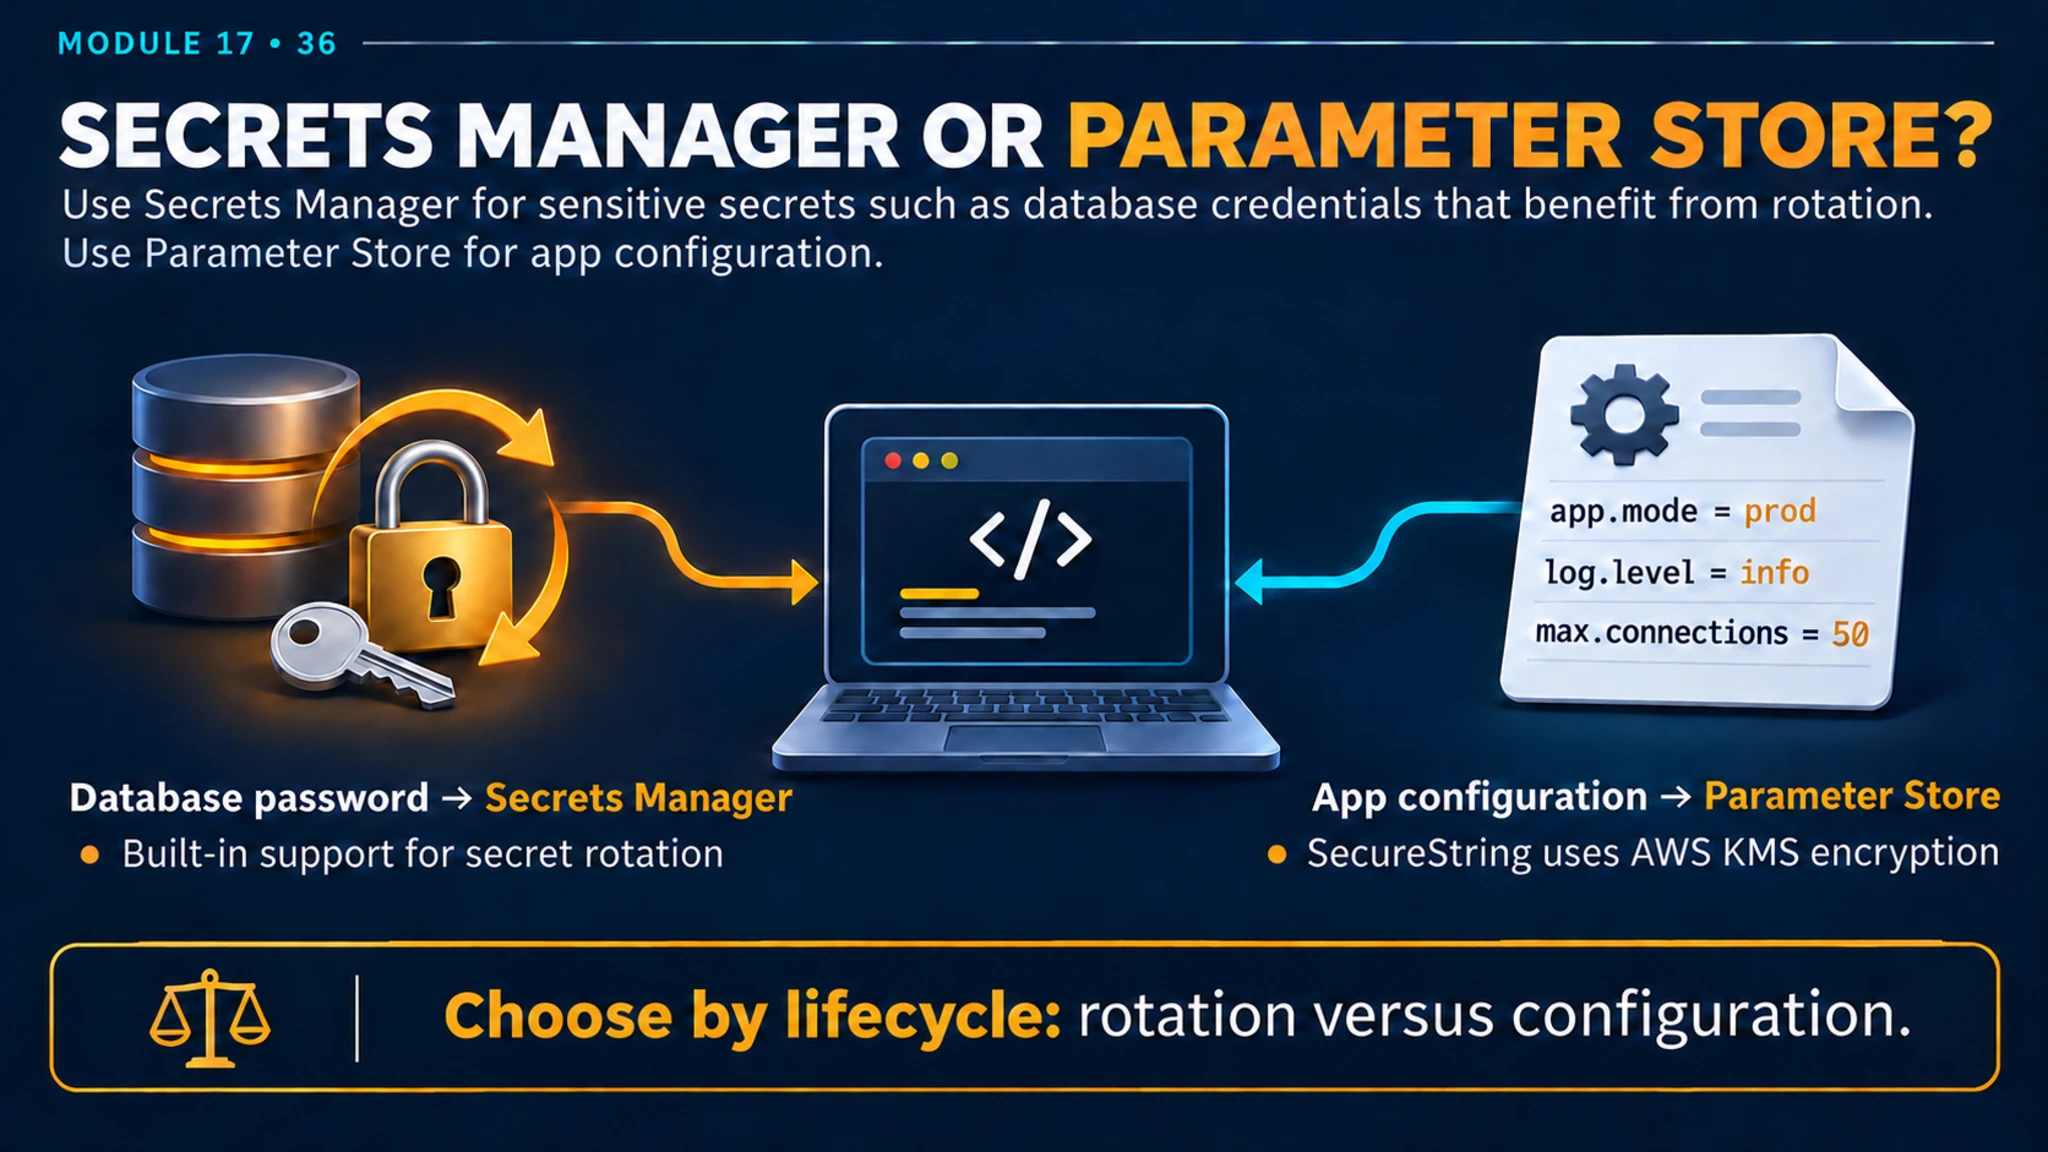 MODULE 17 • 36
SECRETS MANAGER OR PARAMETER STORE?
Use Secrets Manager for sensitive secrets such as database credentials that benefit from rotation.
Use Parameter Store for app configuration.
</>
app.mode = prod
log.level = info
max.connections = 50
Database password → Secrets Manager
• Built-in support for secret rotation
App configuration → Parameter Store
• SecureString uses AWS KMS encryption
Choose by lifecycle: rotation versus configuration.